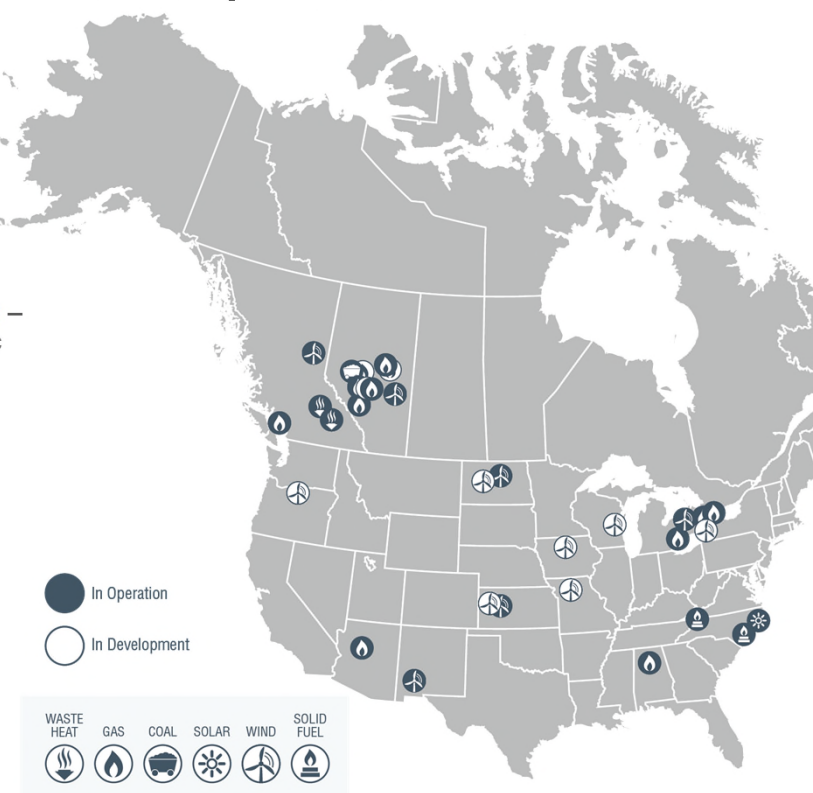 In Operation
In Development
WASTE
HEAT
GAS
COAL
SOLAR
WIND
SOLID
FUEL